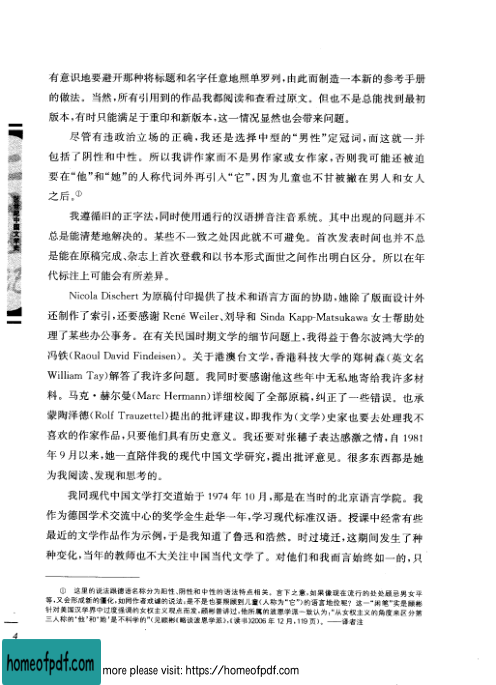 有意识地要避开那种将标题和名字任意地照单罗列,由此而制造一本新的参考手册
的做法。当然,所有引用到的作品我都阅读和查看过原文。但也不是总能找到最初
版本,有时只能满足于重印和新版本,这一情况显然也会带来问题。
尽管有违政治立场的正确,我还是选择中型的“男性”定冠词,而这就一并
包括了阴性和中性。所以我讲作家而不是男作家或女作家,否则我可能还被迫
要在“他”和“她”的人称代词外再引入“它”,因为儿童也不甘被撇在男人和女人
之后。①
我遵循旧的正字法,同时使用通行的汉语拼音注音系统。其中出现的问题并不
总是能清楚地解决的。某些不一致之处因此就不可避免。首次发表时间也并不总
是能在原稿完成、杂志上首次登载和以书本形式面世之间作出明白区分。所以在年
代标注上可能会有所差异。
Nicola Dischert 为原稿付印提供了技术和语言方面的协助,她除了版面设计外
还制作了索引,还要感谢 René Weiler、刘导和 Sinda Kapp-Matsukawa 女士帮助处
理了某些办公事务。在有关民国时期文学的细节问题上,我得益于鲁尔波鸿大学的
冯铁(Raoul David Findeisen)。关于港澳台文学,香港科技大学的郑树森(英文名
William Tay)解答了我许多问题。我同时要感谢他这些年中无私地寄给我许多材
料。马克·赫尔曼(Marc Hermann)详细校阅了全部原稿,纠正了一些错误。也承
蒙陶泽德(Rolf Trauzettel)提出的批评建议,即我作为(文学)史家也要去处理我不
喜欢的作家作品,只要他们具有历史意义。我还要对张穗子表达感激之情,自 1981
年 9 月以来,她一直陪伴我的现代中国文学研究,提出批评意见。很多东西都是她
为我阅读、发现和思考的。
我同现代中国文学打交道始于 1974 年 10 月,那是在当时的北京语言学院。我
作为德国学术交流中心的奖学金生赴华一年,学习现代标准汉语。授课中经常有些
最近的文学作品作为示例,于是我知道了鲁迅和浩然。时过境迁,这期间发生了种
种变化,当年的教师也不大关注中国当代文学了。对他们和我而言始终如一的,只
① 这里的说法跟德语名称分为阳性、阴性和中性的语法特点相关。言下之意:如果像现在流行的处处顾忌男女平
等,又会形成新的僵化,如同作者戏谑的说法:是不是也要照顾到儿童(人称为“它”)的语言地位呢?这一“闲笔”实是顾彬
针对美国汉学界中过度强调的女权主义观点而发,顾彬曾讲过,他所属的波恩学派一致认为:“从女权主义的角度来区分第
三人称的‘他’和‘她’是不科学的”(见顾彬《略谈波恩学派》,《读书》2006 年 12 月,119 页)。——译者注
4
homeofpdf.com
more please visit: https://homeofpdf.com